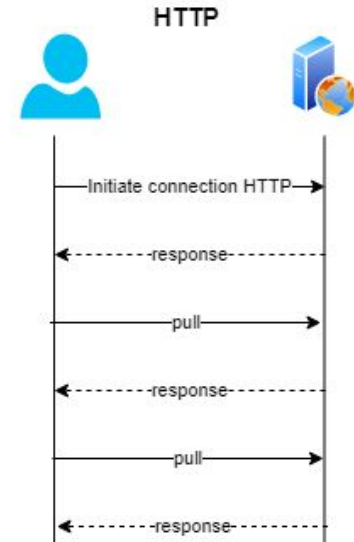 HTTP
Initiate connection HTTP
response
pull
response
pull
response